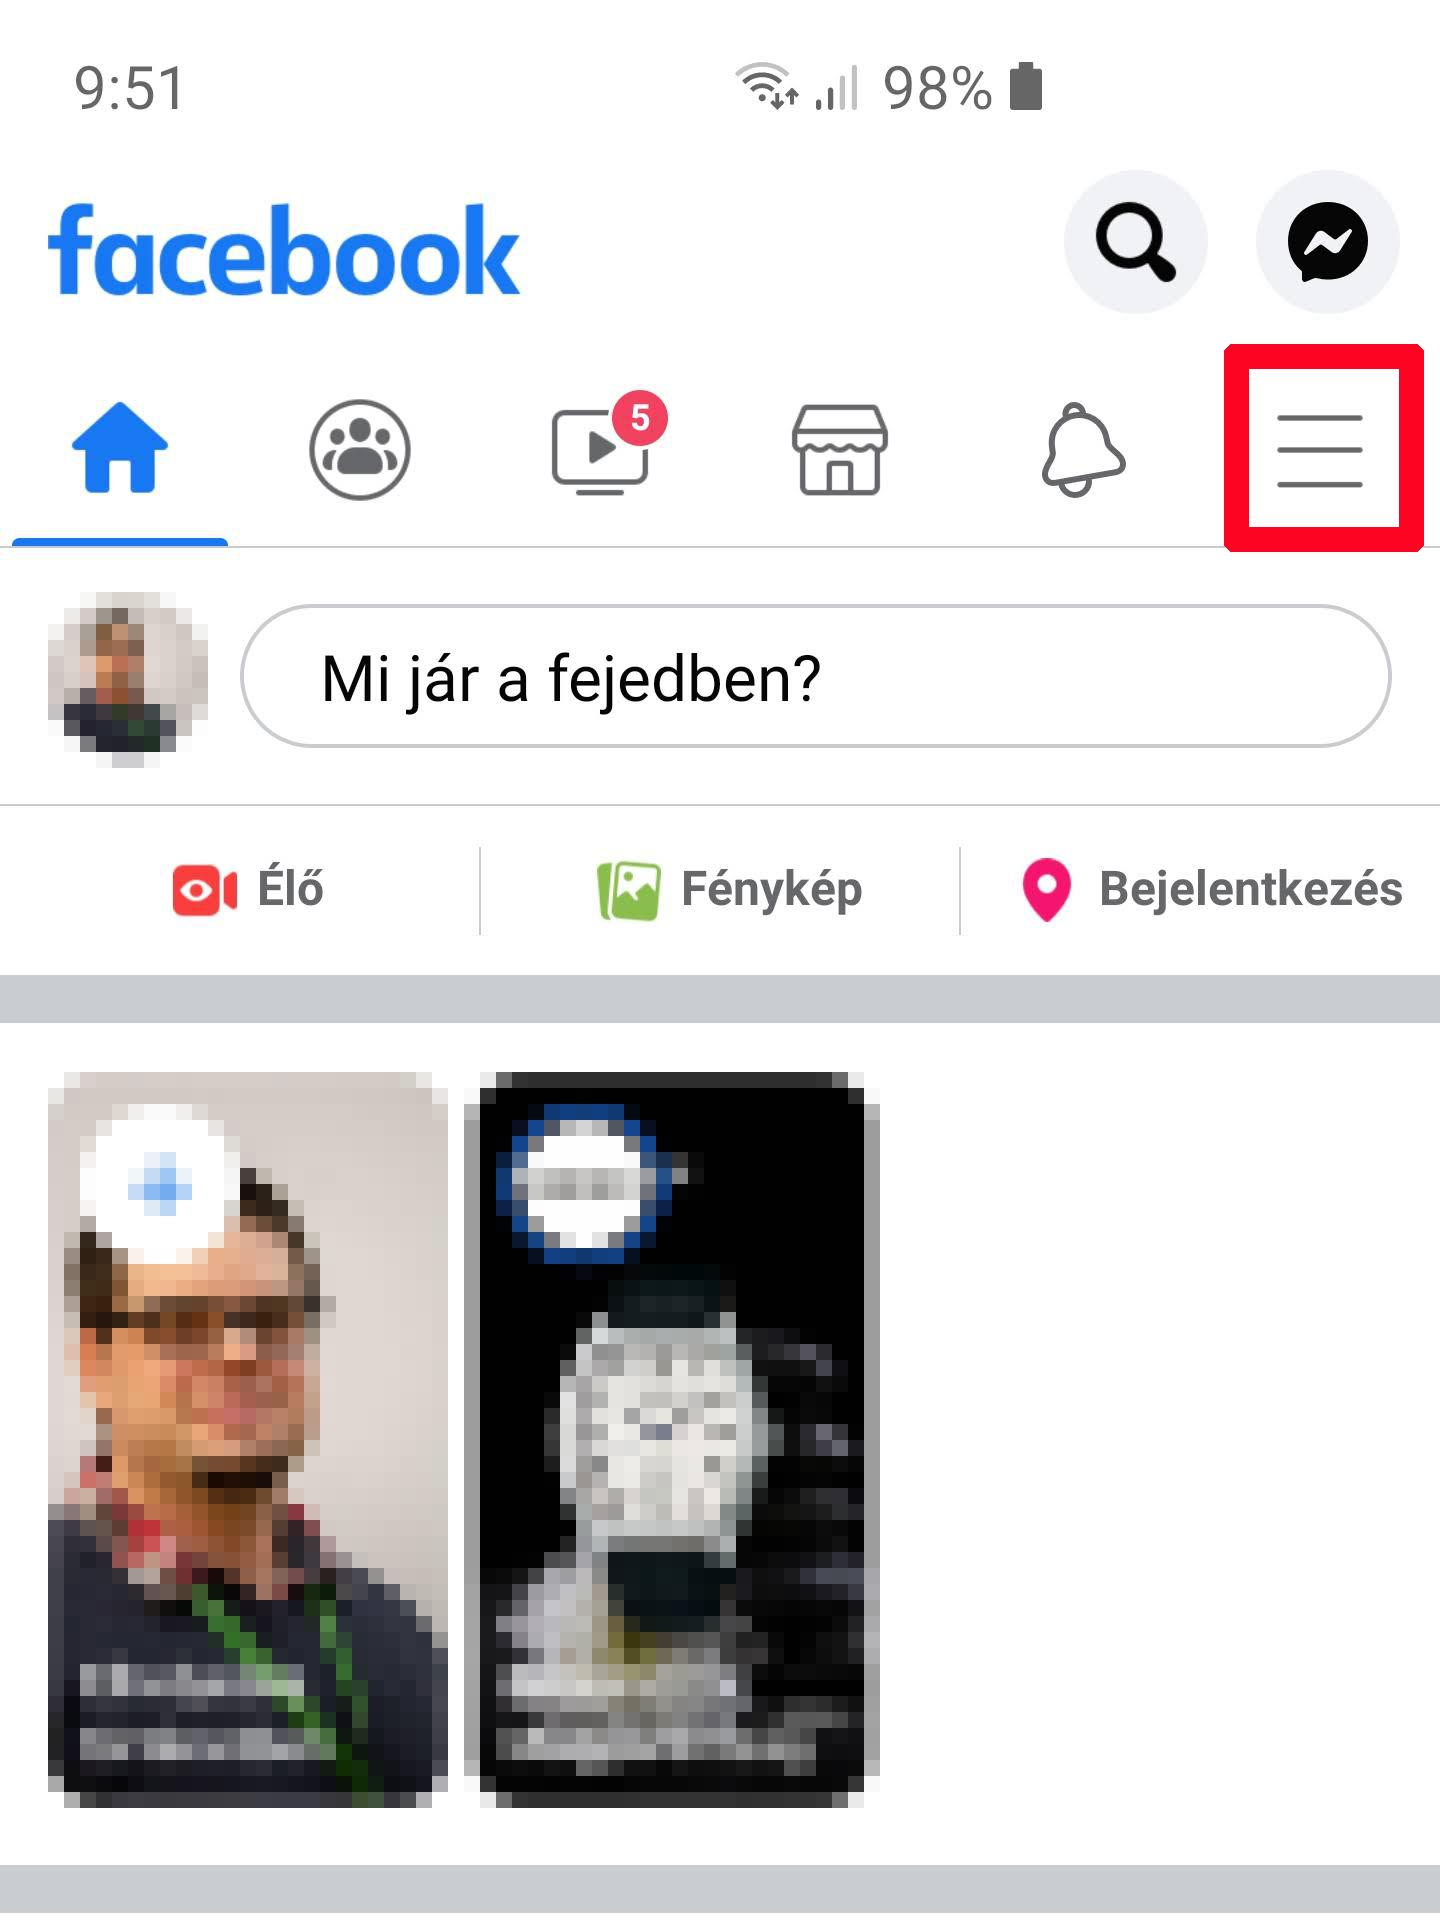 9:51 98%
facebook
5
Mi jár a fejedben?
Élő Fénykép Bejelentkezés